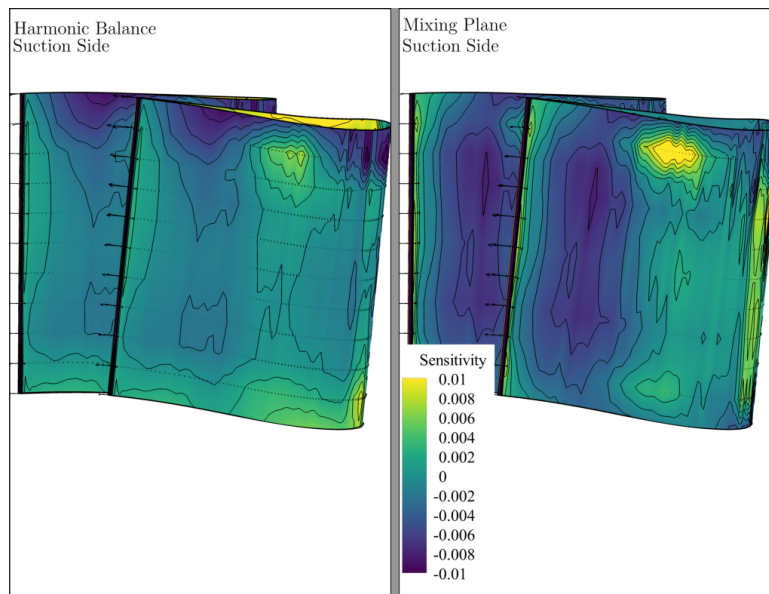 Harmonic Balance
Suction Side
Mixing Plane
Suction Side
Sensitivity
0.01
0.008
0.006
0.004
0.002
0
-0.002
-0.004
-0.006
-0.008
-0.01